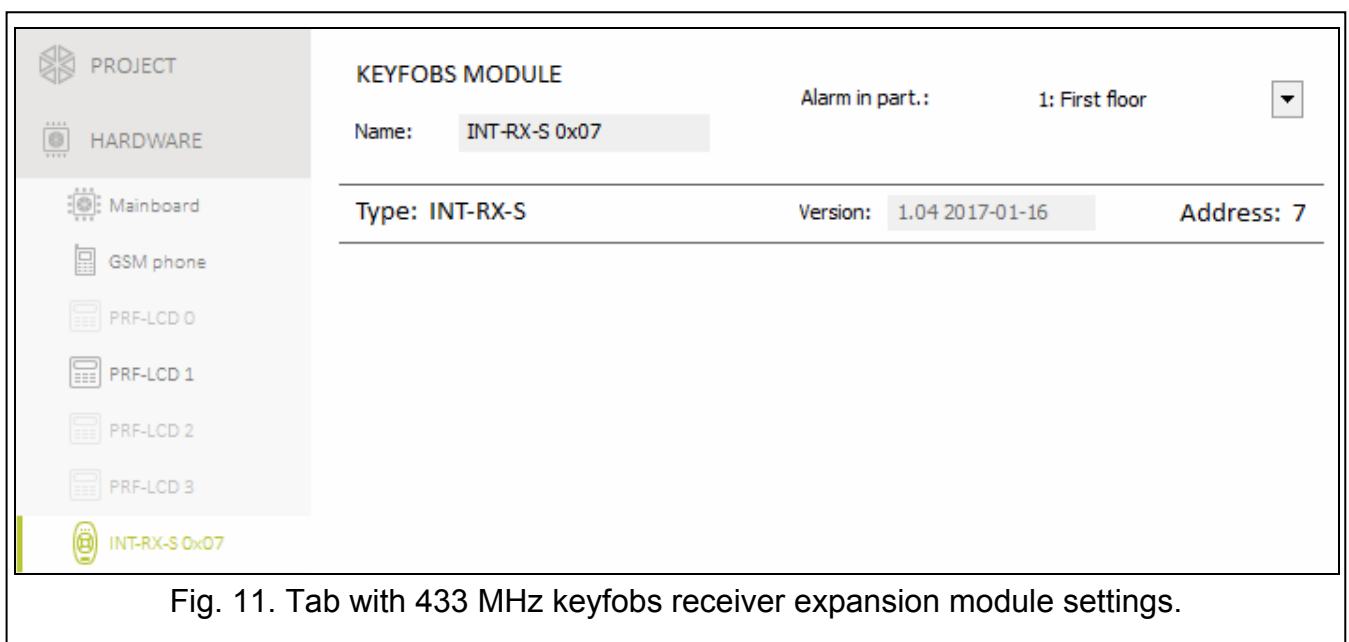 PROJECT
HARDWARE
Mainboard
GSM phone
PRF-LCD 0
PRF-LCD 1
PRF-LCD 2
PRF-LCD 3
INT-RX-S 0x07
KEYFOBS MODULE
Name: INT-RX-S 0x07
Alarm in part.: 1: First floor
Type: INT-RX-S Version: 1.04 2017-01-16 Address: 7
Fig. 11. Tab with 433 MHz keyfobs receiver expansion module settings.